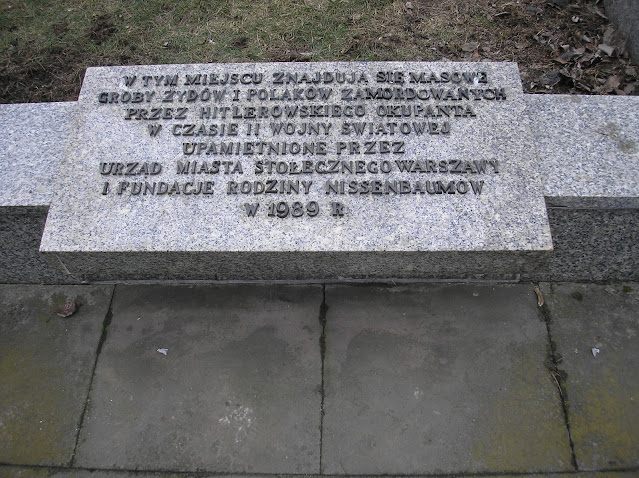 W TYM MIEJSCU ZNAJDUJĄ SIĘ MASOWE
GROBY ŻYDÓW I POLAKÓW ZAMORDOWANYCH
PRZEZ HITLEROWSKIEGO OKUPANTA
W CZASIE II WOJNY ŚWIATOWEJ
UPAMIĘTNIONE PRZEZ
URZĄD MIASTA STOŁECZNEGO WARSZAWY
I FUNDACJĘ RODZINY NISSENBAUMÓW
W 1989 R